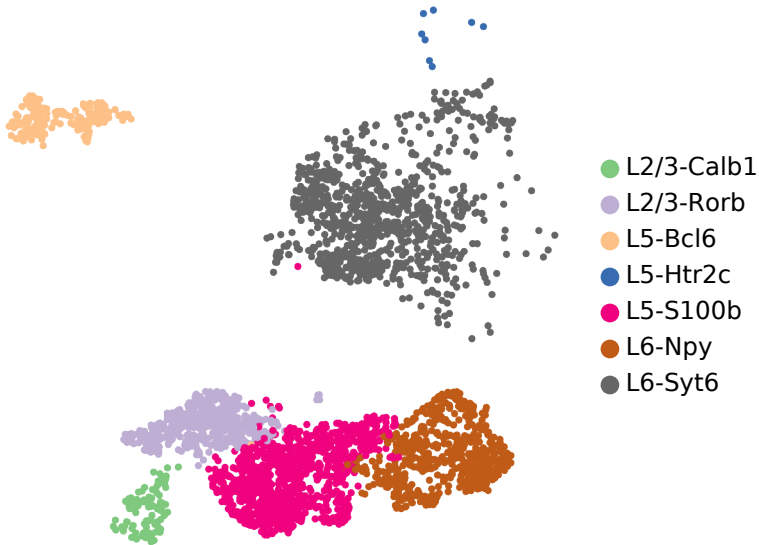 L2/3-Calb1
L2/3-Rorb
L5-Bcl6
L5-Htr2c
L5-S100b
L6-Npy
L6-Syt6